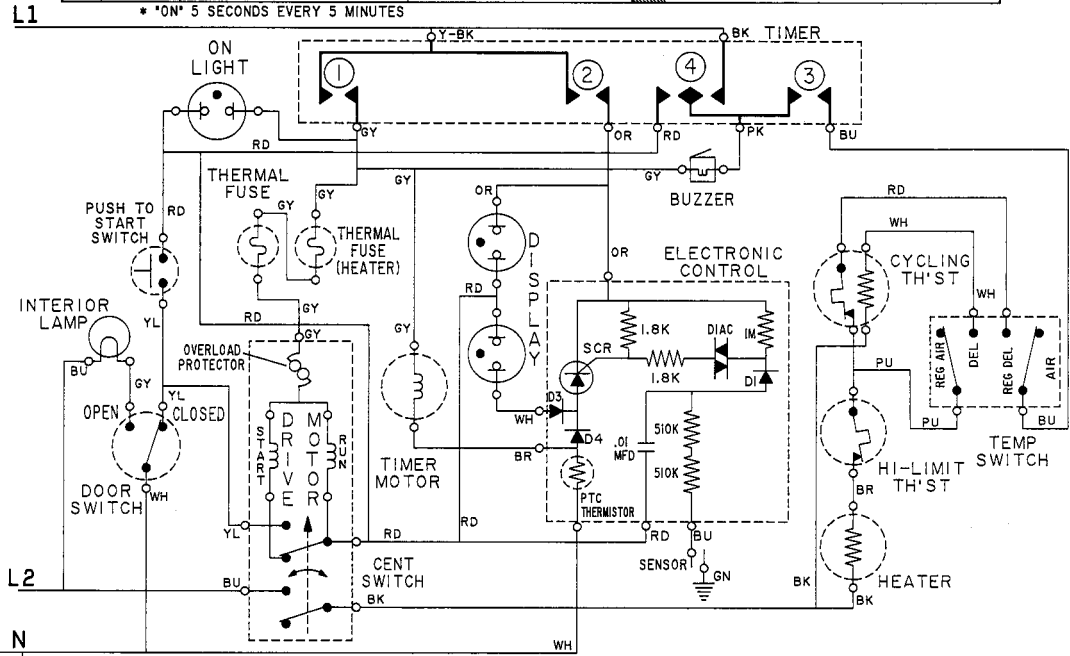 * "ON" 5 SECONDS EVERY 5 MINUTES
L1
Y-BK
BK
TIMER
ON
LIGHT
1
2
4
3
GY
OR
RD
PK
BU
RD
GY
GY
BUZZER
THERMAL
FUSE
GY
GY
OR
RD
PUSH TO
START
SWITCH
RD
THERMAL
FUSE
(HEATER)
DISPLAY
OR
ELECTRONIC
CONTROL
WH
CYCLING
TH'ST
WH
INTERIOR
LAMP
YL
RD
GY
GY
GY
RD
1.8K
DIAC
1M
SCR
1.8K
D1
REG AIR
DEL
REG DEL
AIR
OVERLOAD
PROTECTOR
BU
GY
YL
OPEN
CLOSED
PU
PU
BU
TEMP
SWITCH
START
DRIVE
MOTOR
RUN
D3
WH
D4
BR
.01
MFD
510K
510K
HI-LIMIT
TH'ST
BR
TIMER
MOTOR
PTC
THERMISTOR
DOOR
SWITCH
WH
YL
RD
RD
RD
BU
SENSOR
GN
CENT
SWITCH
L2
BU
BK
BK
HEATER
BK
N
WH